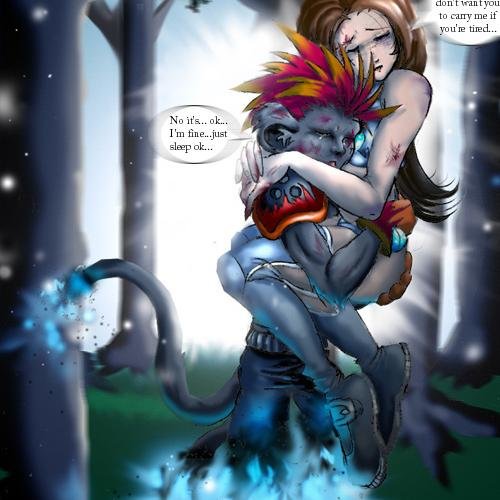 don't want you
to carry me if
you're tired...
No it's... ok...
I'm fine...just
sleep ok...